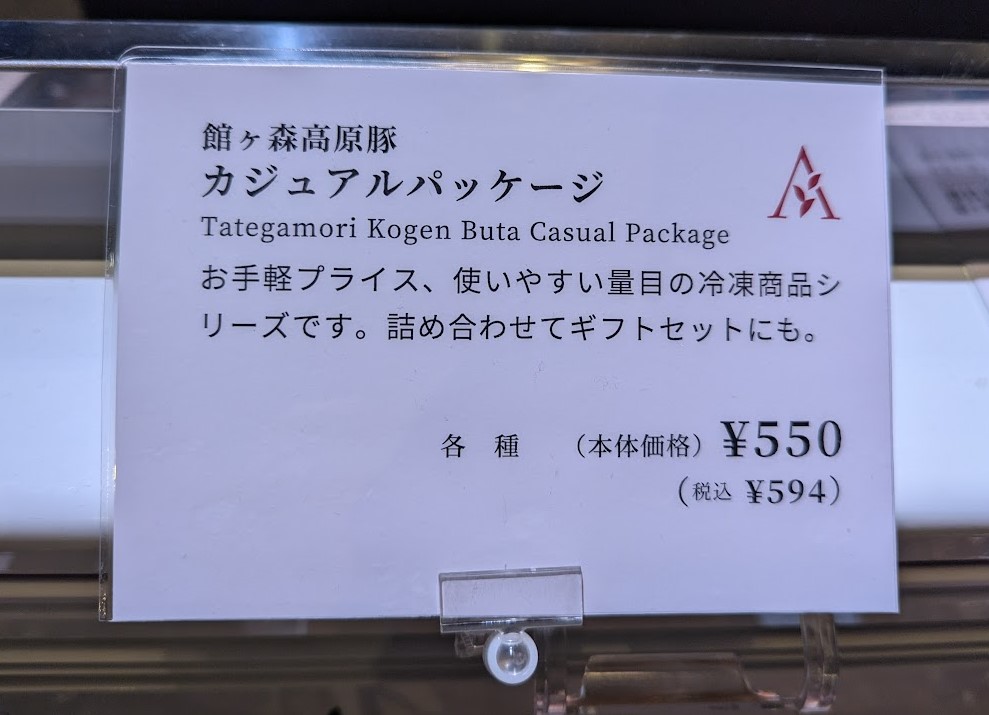 館ヶ森高原豚
カジュアルパッケージ
Tategamori Kogen Buta Casual Package
お手軽プライス、使いやすい量目の冷凍商品シ
リーズです。詰め合わせてギフトセットにも。
各 種 （本体価格）¥550
（税込 ¥594）